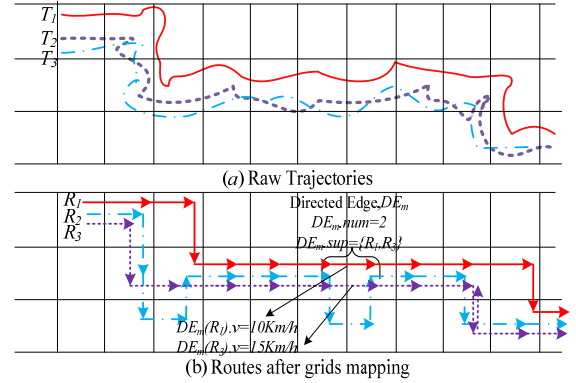 T1
T2
T3
(a) Raw Trajectories
R1
R2
R3
Directed Edge,DEm
DEm.num=2
DEm.sup={R1,R3}
DEm(R1).v=10Km/h
DEm(R3).v=15Km/h
(b) Routes after grids mapping